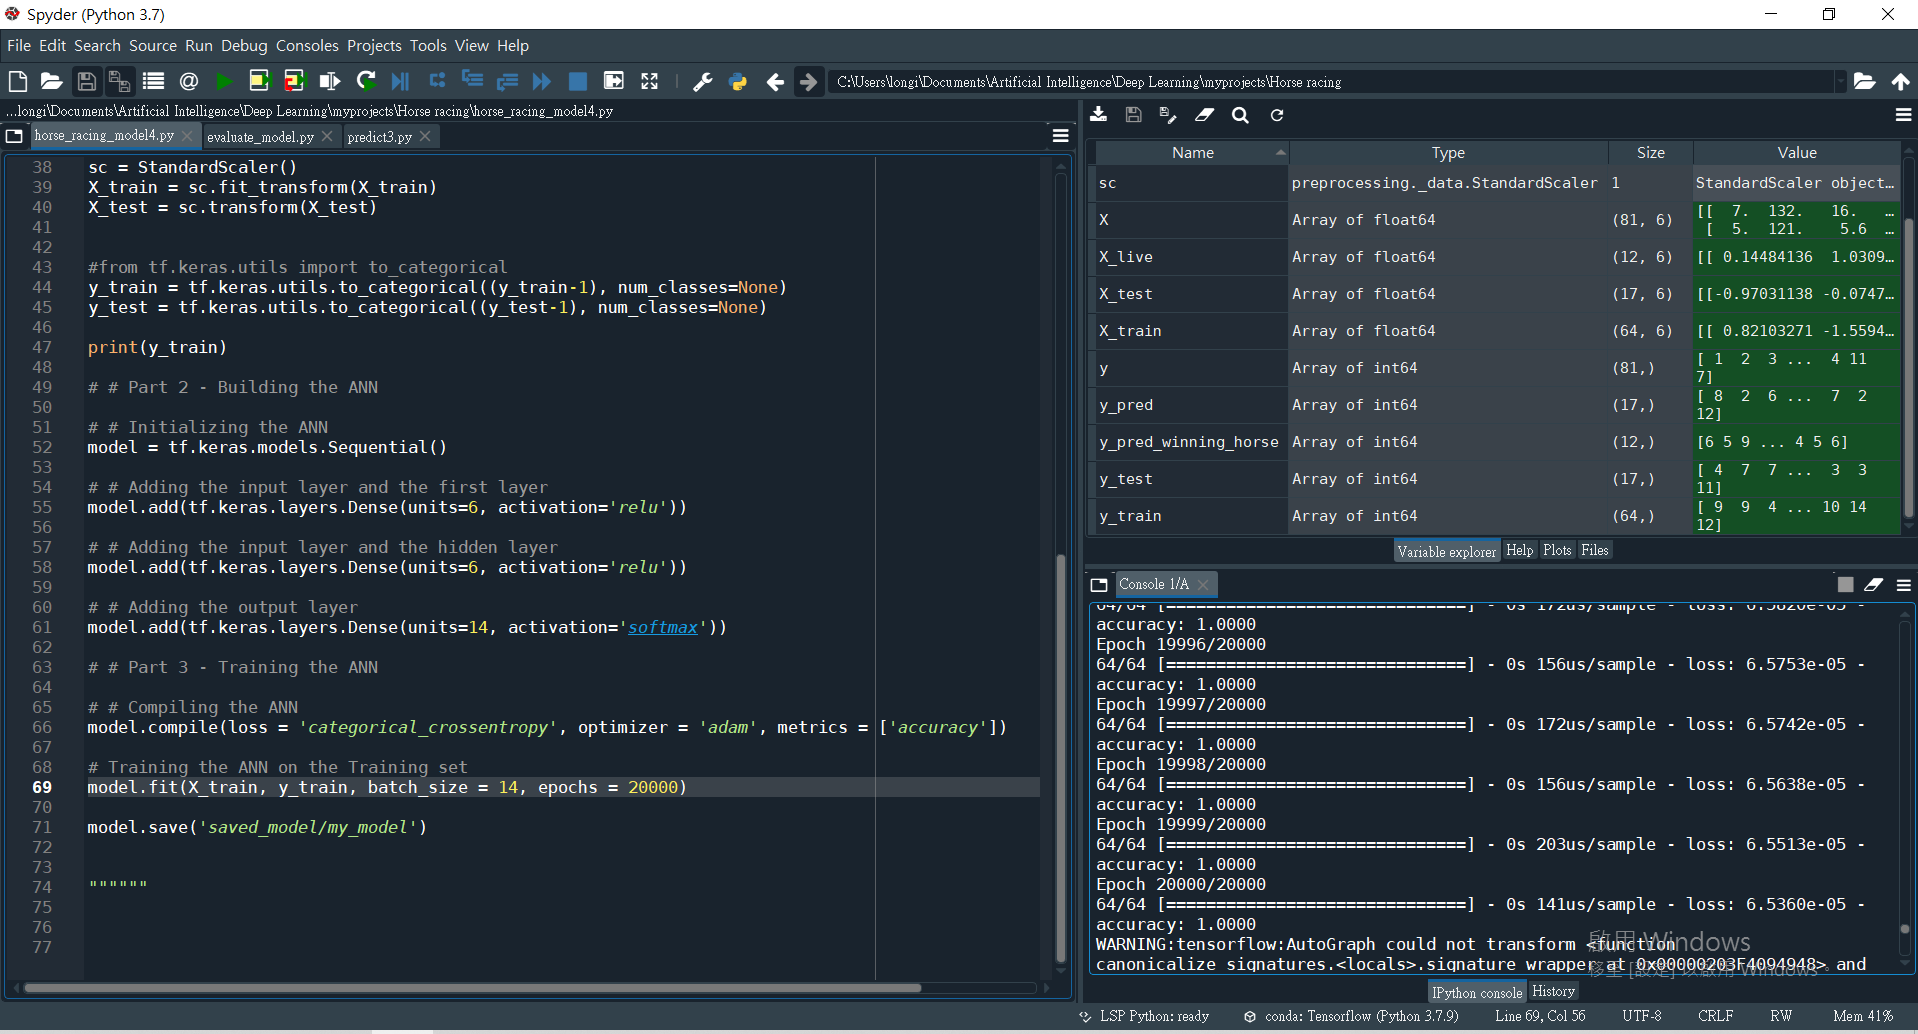 Spyder (Python 3.7)
File Edit Search Source Run Debug Consoles Projects Tools View Help
C:\Users\longi\Documents\Artificial Intelligence\Deep Learning\myprojects\Horse racing
...longi\Documents\Artificial Intelligence\Deep Learning\myprojects\Horse racing\horse_racing_model4.py
horse_racing_model4.py evaluate_model.py predict3.py
38 sc = StandardScaler()
39 X_train = sc.fit_transform(X_train)
40 X_test = sc.transform(X_test)
41
42
43 #from tf.keras.utils import to_categorical
44 y_train = tf.keras.utils.to_categorical((y_train-1), num_classes=None)
45 y_test = tf.keras.utils.to_categorical((y_test-1), num_classes=None)
46
47 print(y_train)
48
49 # # Part 2 - Building the ANN
50
51 # # Initializing the ANN
52 model = tf.keras.models.Sequential()
53
54 # # Adding the input layer and the first layer
55 model.add(tf.keras.layers.Dense(units=6, activation='relu'))
56
57 # # Adding the input layer and the hidden layer
58 model.add(tf.keras.layers.Dense(units=6, activation='relu'))
59
60 # # Adding the output layer
61 model.add(tf.keras.layers.Dense(units=14, activation='softmax'))
62
63 # # Part 3 - Training the ANN
64
65 # # Compiling the ANN
66 model.compile(loss = 'categorical_crossentropy', optimizer = 'adam', metrics = ['accuracy'])
67
68 # Training the ANN on the Training set
69 model.fit(X_train, y_train, batch_size = 14, epochs = 20000)
70
71 model.save('saved_model/my_model')
72
73
74 """"""
75
76
77
Name Type Size Value
sc preprocessing._data.StandardScaler 1 StandardScaler object…
X Array of float64 (81, 6) [[ 7. 132. 16. …
[ 5. 121. 5.6 …
X_live Array of float64 (12, 6) [[ 0.14484136 1.0309…
X_test Array of float64 (17, 6) [[-0.97031138 -0.0747…
X_train Array of float64 (64, 6) [[ 0.82103271 -1.5594…
y Array of int64 (81,) [ 1 2 3 ... 4 11
7]
y_pred Array of int64 (17,) [ 8 2 6 ... 7 2
12]
y_pred_winning_horse Array of int64 (12,) [6 5 9 ... 4 5 6]
y_test Array of int64 (17,) [ 4 7 7 ... 3 3
11]
y_train Array of int64 (64,) [ 9 9 4 ... 10 14
12]
Variable explorer Help Plots Files
Console 1/A
64/64 [==============================] - 0s 172us/sample - loss: 6.5820e-05 -
accuracy: 1.0000
Epoch 19996/20000
64/64 [==============================] - 0s 156us/sample - loss: 6.5753e-05 -
accuracy: 1.0000
Epoch 19997/20000
64/64 [==============================] - 0s 172us/sample - loss: 6.5742e-05 -
accuracy: 1.0000
Epoch 19998/20000
64/64 [==============================] - 0s 156us/sample - loss: 6.5638e-05 -
accuracy: 1.0000
Epoch 19999/20000
64/64 [==============================] - 0s 203us/sample - loss: 6.5513e-05 -
accuracy: 1.0000
Epoch 20000/20000
64/64 [==============================] - 0s 141us/sample - loss: 6.5360e-05 -
accuracy: 1.0000
WARNING:tensorflow:AutoGraph could not transform <function
canonicalize_signatures.<locals>.signature_wrapper at 0x00000203F4094948> and
啟用 Windows
移至 [設定] 以啟用 Windows。
IPython console History
LSP Python: ready conda: Tensorflow (Python 3.7.9) Line 69, Col 56 UTF-8 CRLF RW Mem 41%